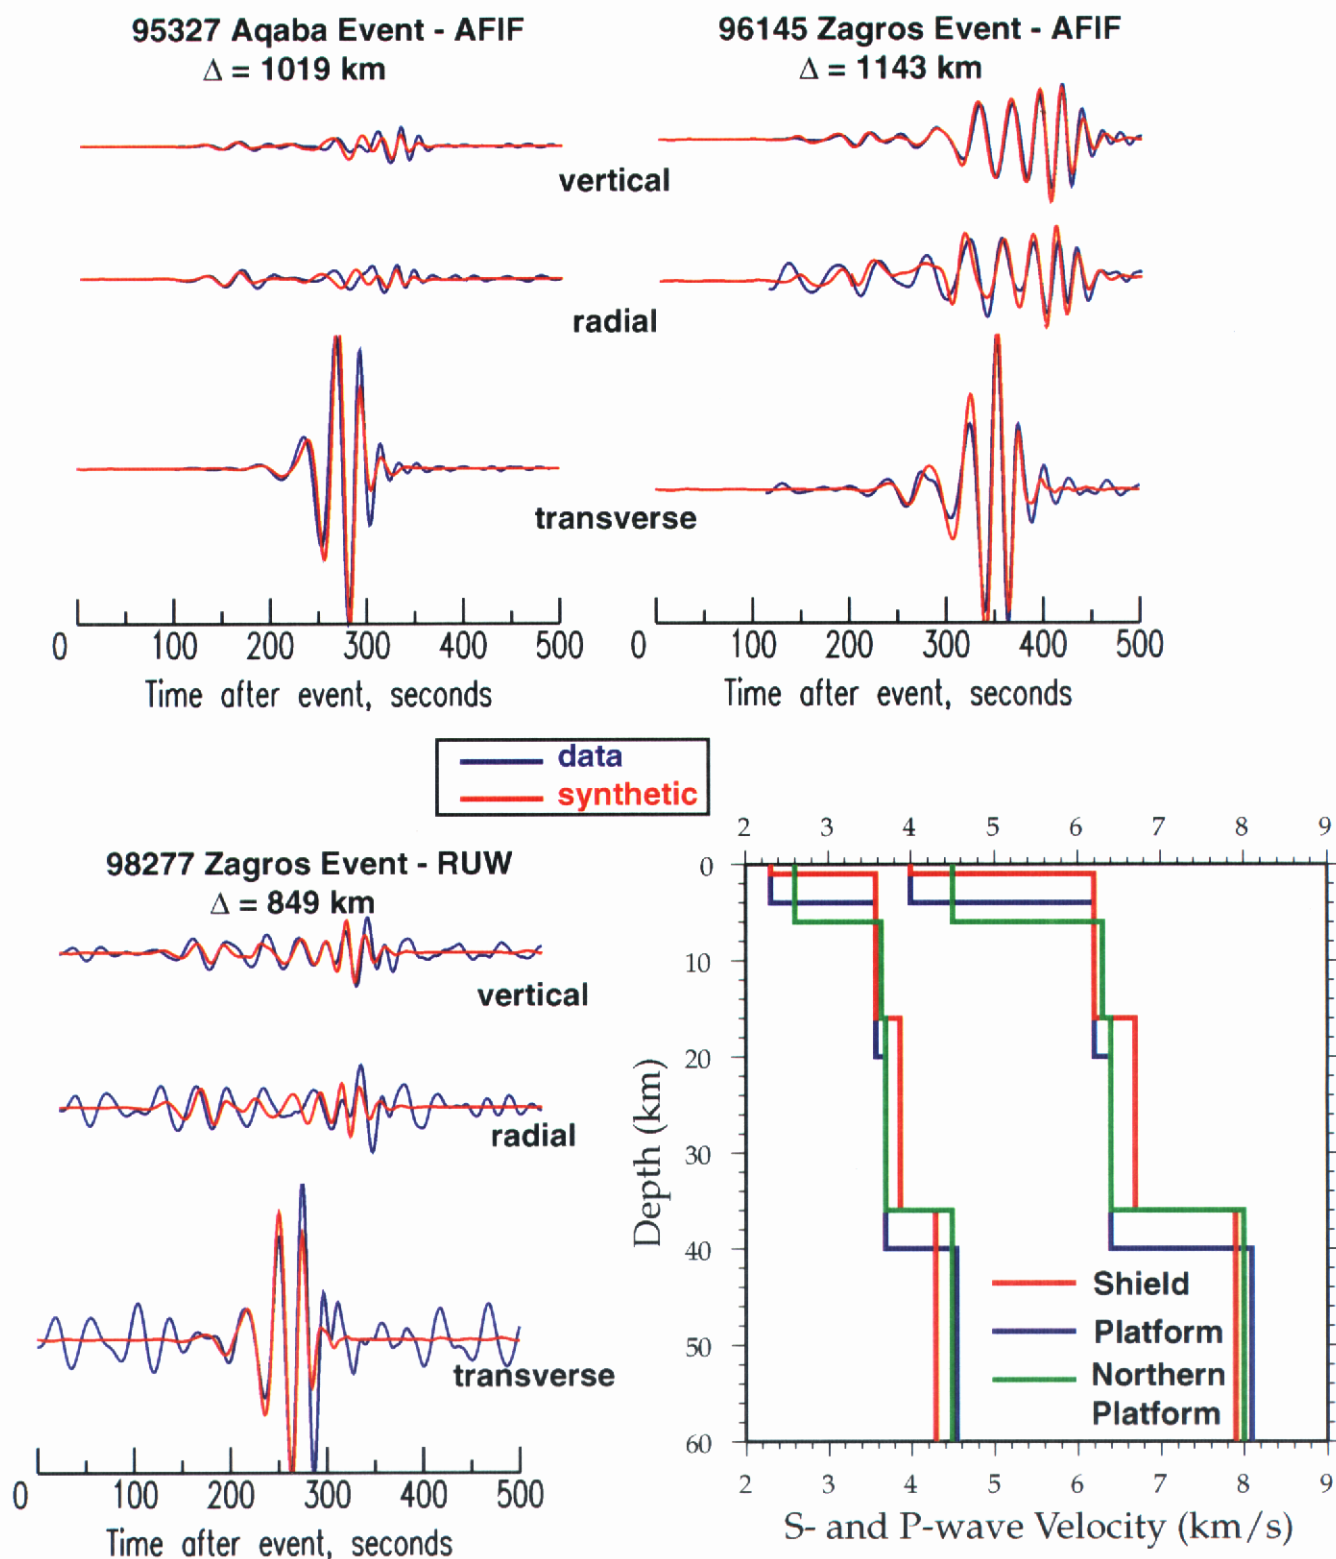 95327 Aqaba Event - AFIF
Δ = 1019 km
vertical
radial
transverse
0 100 200 300 400 500
Time after event, seconds
96145 Zagros Event - AFIF
Δ = 1143 km
0 100 200 300 400 500
Time after event, seconds
data
synthetic
98277 Zagros Event - RUW
Δ = 849 km
vertical
radial
transverse
0 100 200 300 400 500
Time after event, seconds
2 3 4 5 6 7 8 9
0
10
20
30
40
50
60
Depth (km)
Shield
Platform
Northern
Platform
2 3 4 5 6 7 8 9
S- and P-wave Velocity (km/s)